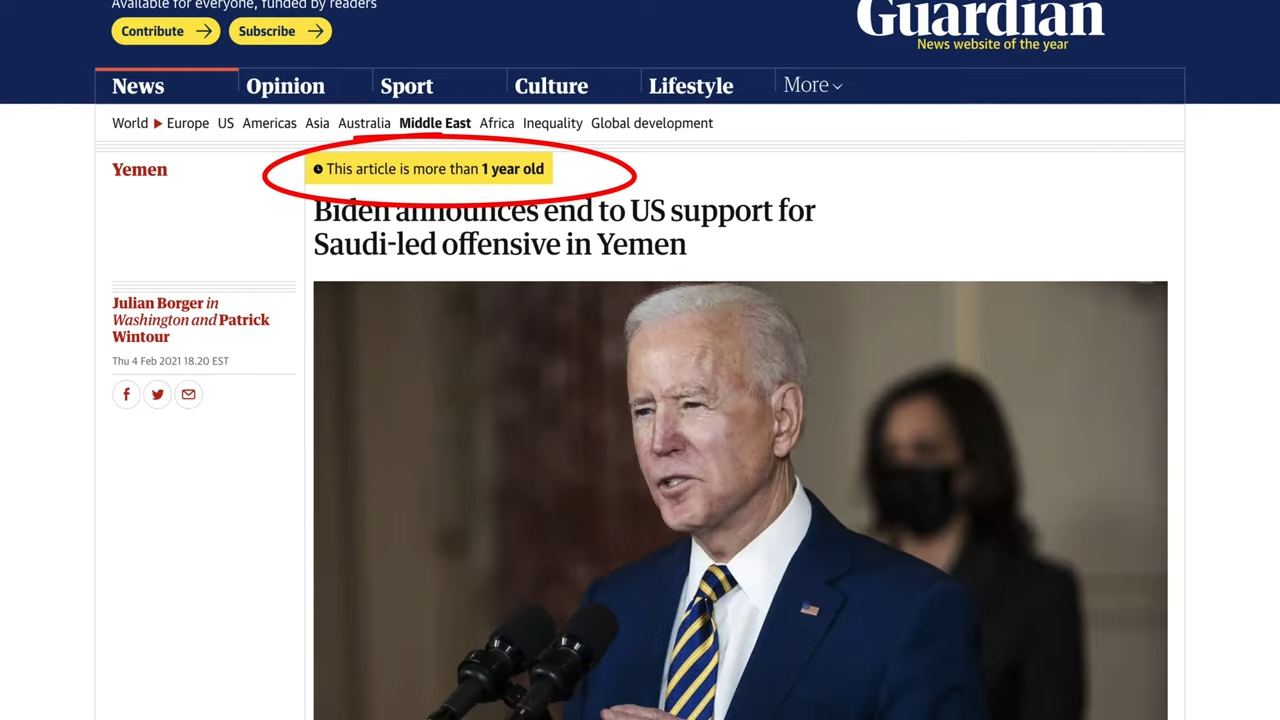 Available for everyone, funded by readers
Contribute
Subscribe
Guardian
News website of the year
News
Opinion
Sport
Culture
Lifestyle
More
World
Europe
US
Americas
Asia
Australia
Middle East
Africa
Inequality
Global development
Yemen
This article is more than 1 year old
Biden announces end to US support for
Saudi-led offensive in Yemen
Julian Borger in
Washington and Patrick
Wintour
Thu 4 Feb 2021 18.20 EST